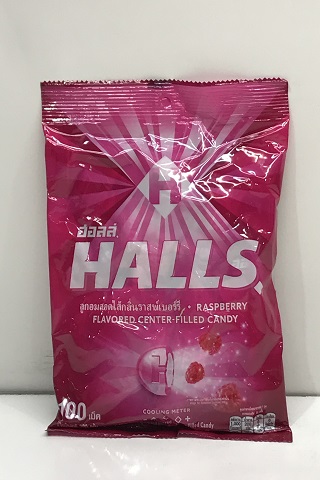 ฮอลล์
HALLS
ลูกอมสอดไส้กลิ่นราสพ์เบอร์รี • RASPBERRY
FLAVORED CENTER-FILLED CANDY
H
100 เม็ด
COOLING METER